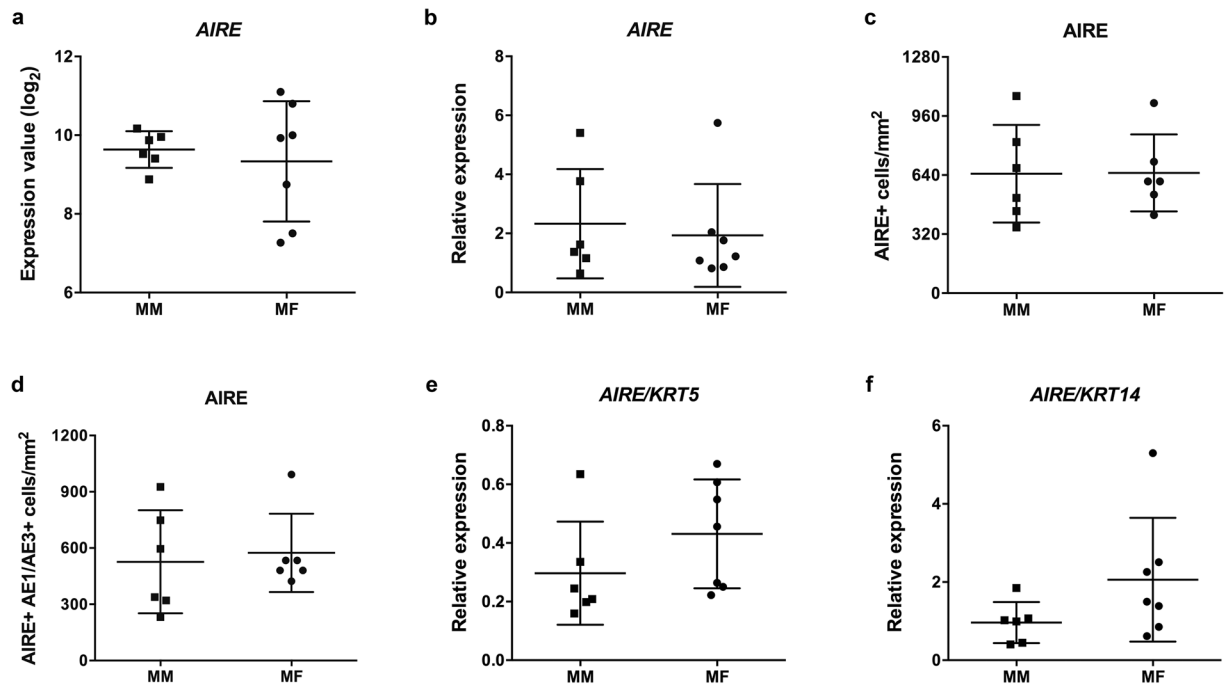 a
AIRE
Expression value (log2)
12
10
8
6
MM
MF
b
AIRE
Relative expression
8
6
4
2
0
MM
MF
c
AIRE
AIRE+ cells/mm2
1280
960
640
320
0
MM
MF
d
AIRE
AIRE+ AE1/AE3+ cells/mm2
1200
900
600
300
0
MM
MF
e
AIRE/KRT5
Relative expression
0.8
0.6
0.4
0.2
0.0
MM
MF
f
AIRE/KRT14
Relative expression
6
4
2
0
MM
MF